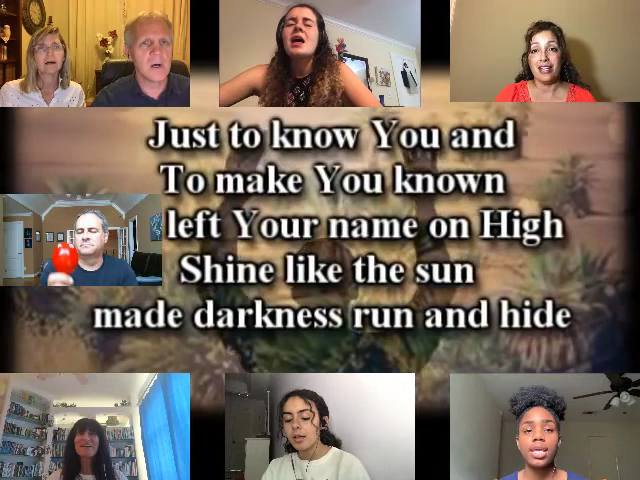 Just to know You and
To make You known
left Your name on High
Shine like the sun
made darkness run and hide